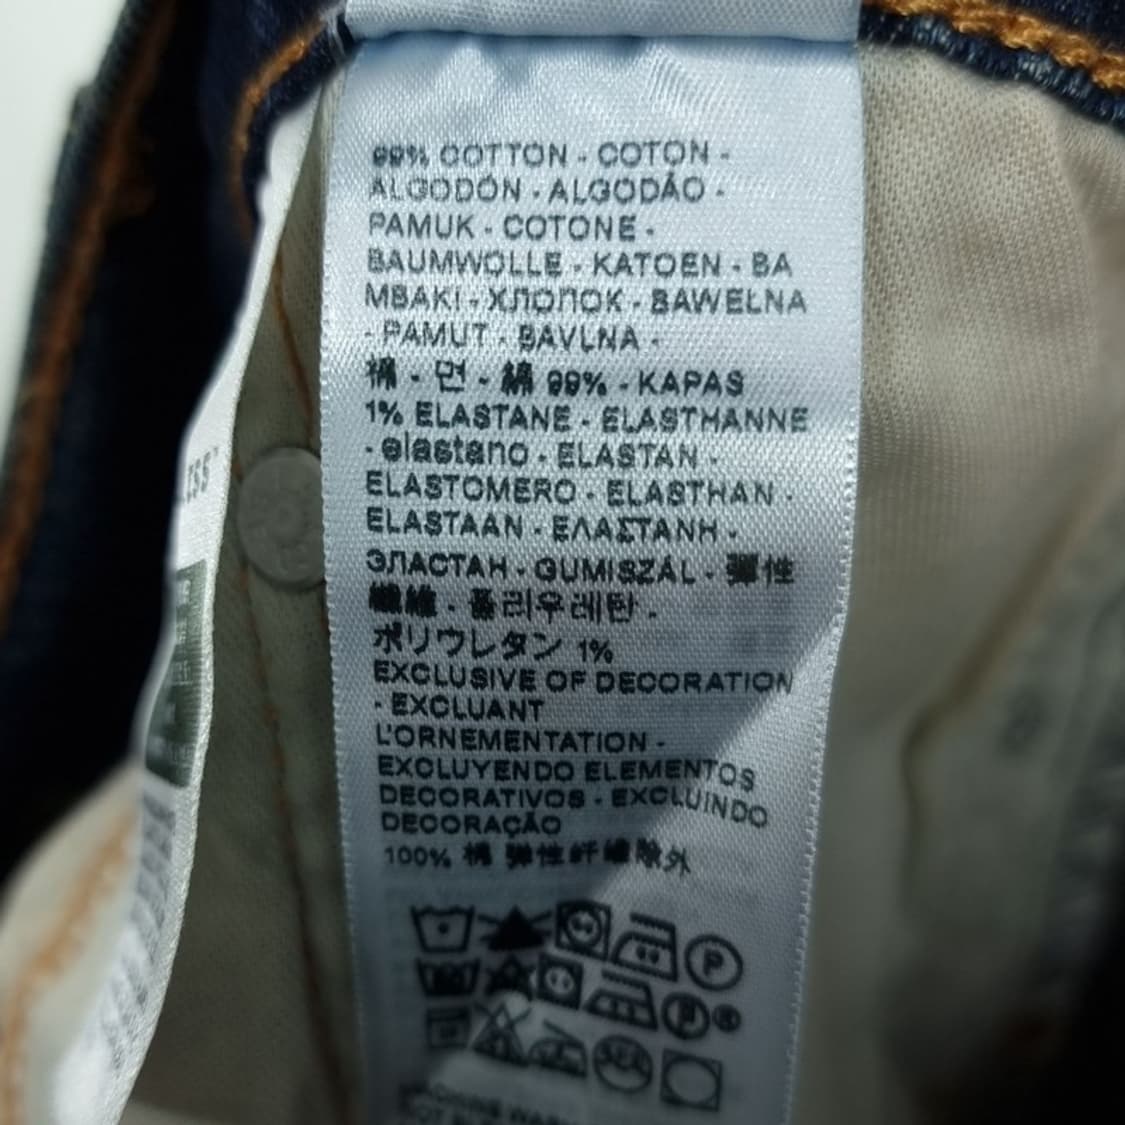 99% COTTON - COTON -
ALGODÓN - ALGODÃO -
PAMUK - COTONE -
BAUMWOLLE - KATOEN - BA
MBAKI - ХЛОПОК - BAWEŁNA
- PAMUT - BAVLNA -
棉 - 면 - 綿 99% - KAPAS
1% ELASTANE - ELASTHANNE
- elastano - ELASTAN -
ELASTOMERO - ELASTHAN -
ELASTAAN - ΕΛΑΣΤΑΝΗ -
ЭЛАСТАН - GUMISZÁL - 彈性
纖維 - 폴리우레탄 -
ポリウレタン 1%
EXCLUSIVE OF DECORATION
- EXCLUANT
L'ORNEMENTATION -
EXCLUYENDO ELEMENTOS
DECORATIVOS - EXCLUINDO
DECORAÇÃO
100% 棉 弹性纤维除外
P